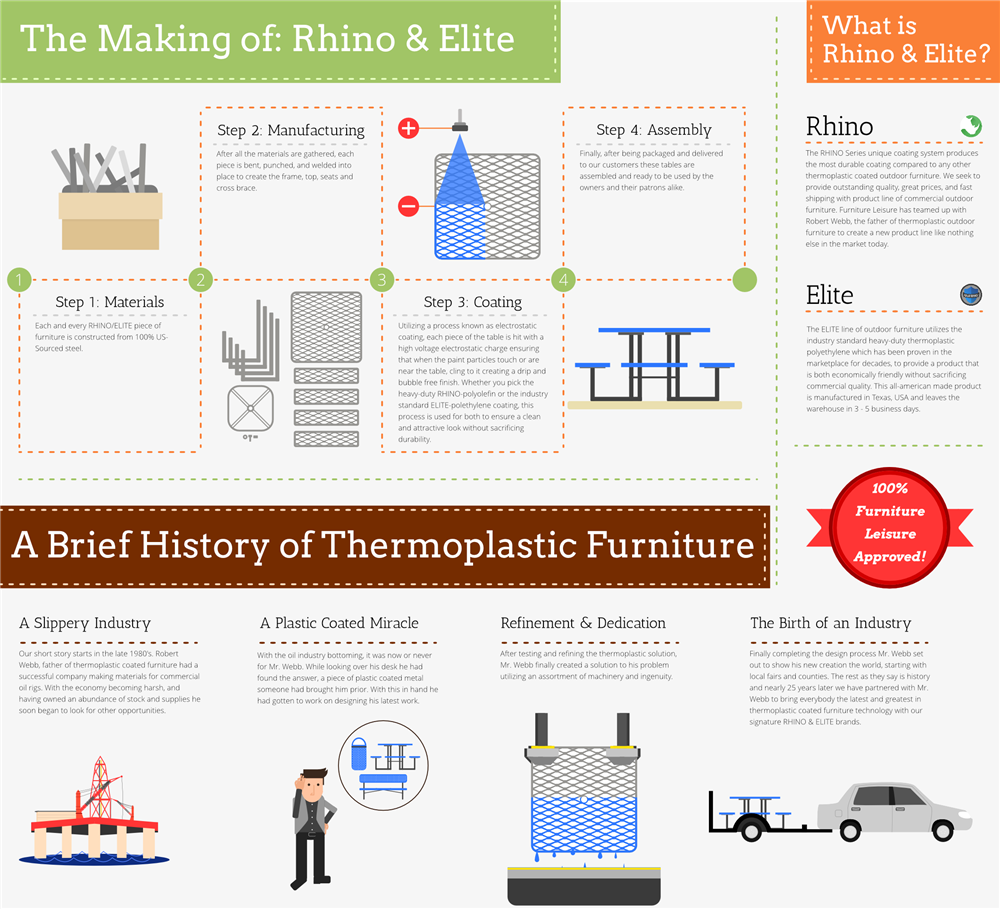 The Making of: Rhino & Elite
Step 1: Materials
Each and every RHINO/ELITE piece of
furniture is constructed from 100% US-
Sourced steel.
Step 2: Manufacturing
After all the materials are gathered, each
piece is bent, punched, and welded into
place to create the frame, top, seats and
cross brace.
Step 3: Coating
Utilizing a process known as electrostatic
coating, each piece of the table is hit with a
high voltage electrostatic charge ensuring
that when the paint particles touch or are
near the table, cling to it creating a drip and
bubble free finish. Whether you pick the
heavy-duty RHINO-polyolefin or the industry
standard ELITE-polyethylene coating, this
process is used for both to ensure a clean
and attractive look without sacrificing
durability.
Step 4: Assembly
Finally, after being packaged and delivered
to our customers these tables are
assembled and ready to be used by the
owners and their patrons alike.
1
2
3
4
What is
Rhino & Elite?
Rhino
The RHINO Series unique coating system produces
the most durable coating compared to any other
thermoplastic coated outdoor furniture. We seek to
provide outstanding quality, great prices, and fast
shipping with product line of commercial outdoor
furniture. Furniture Leisure has teamed up with
Robert Webb, the father of thermoplastic outdoor
furniture to create a new product line like nothing
else in the market today.
Elite
The ELITE line of outdoor furniture utilizes the
industry standard heavy-duty thermoplastic
polyethylene which has been proven in the
marketplace for decades, to provide a product that
is both economically friendly without sacrificing
commercial quality. This all-american made product
is manufactured in Texas, USA and leaves the
warehouse in 3 - 5 business days.
100%
Furniture
Leisure
Approved!
A Brief History of Thermoplastic Furniture
A Slippery Industry
Our short story starts in the late 1980's. Robert
Webb, father of thermoplastic coated furniture had a
successful company making materials for commercial
oil rigs. With the economy becoming harsh, and
having owned an abundance of stock and supplies he
soon began to look for other opportunities.
A Plastic Coated Miracle
With the oil industry bottoming, it was now or never
for Mr. Webb. While looking over his desk he had
found the answer, a piece of plastic coated metal
someone had brought him prior. With this in hand he
had gotten to work on designing his latest work.
Refinement & Dedication
After testing and refining the thermoplastic solution,
Mr. Webb finally created a solution to his problem
utilizing an assortment of machinery and ingenuity.
The Birth of an Industry
Finally completing the design process Mr. Webb set
out to show his new creation the world, starting with
local fairs and counties. The rest as they say is history
and nearly 25 years later we have partnered with Mr.
Webb to bring everybody the latest and greatest in
thermoplastic coated furniture technology with our
signature RHINO & ELITE brands.